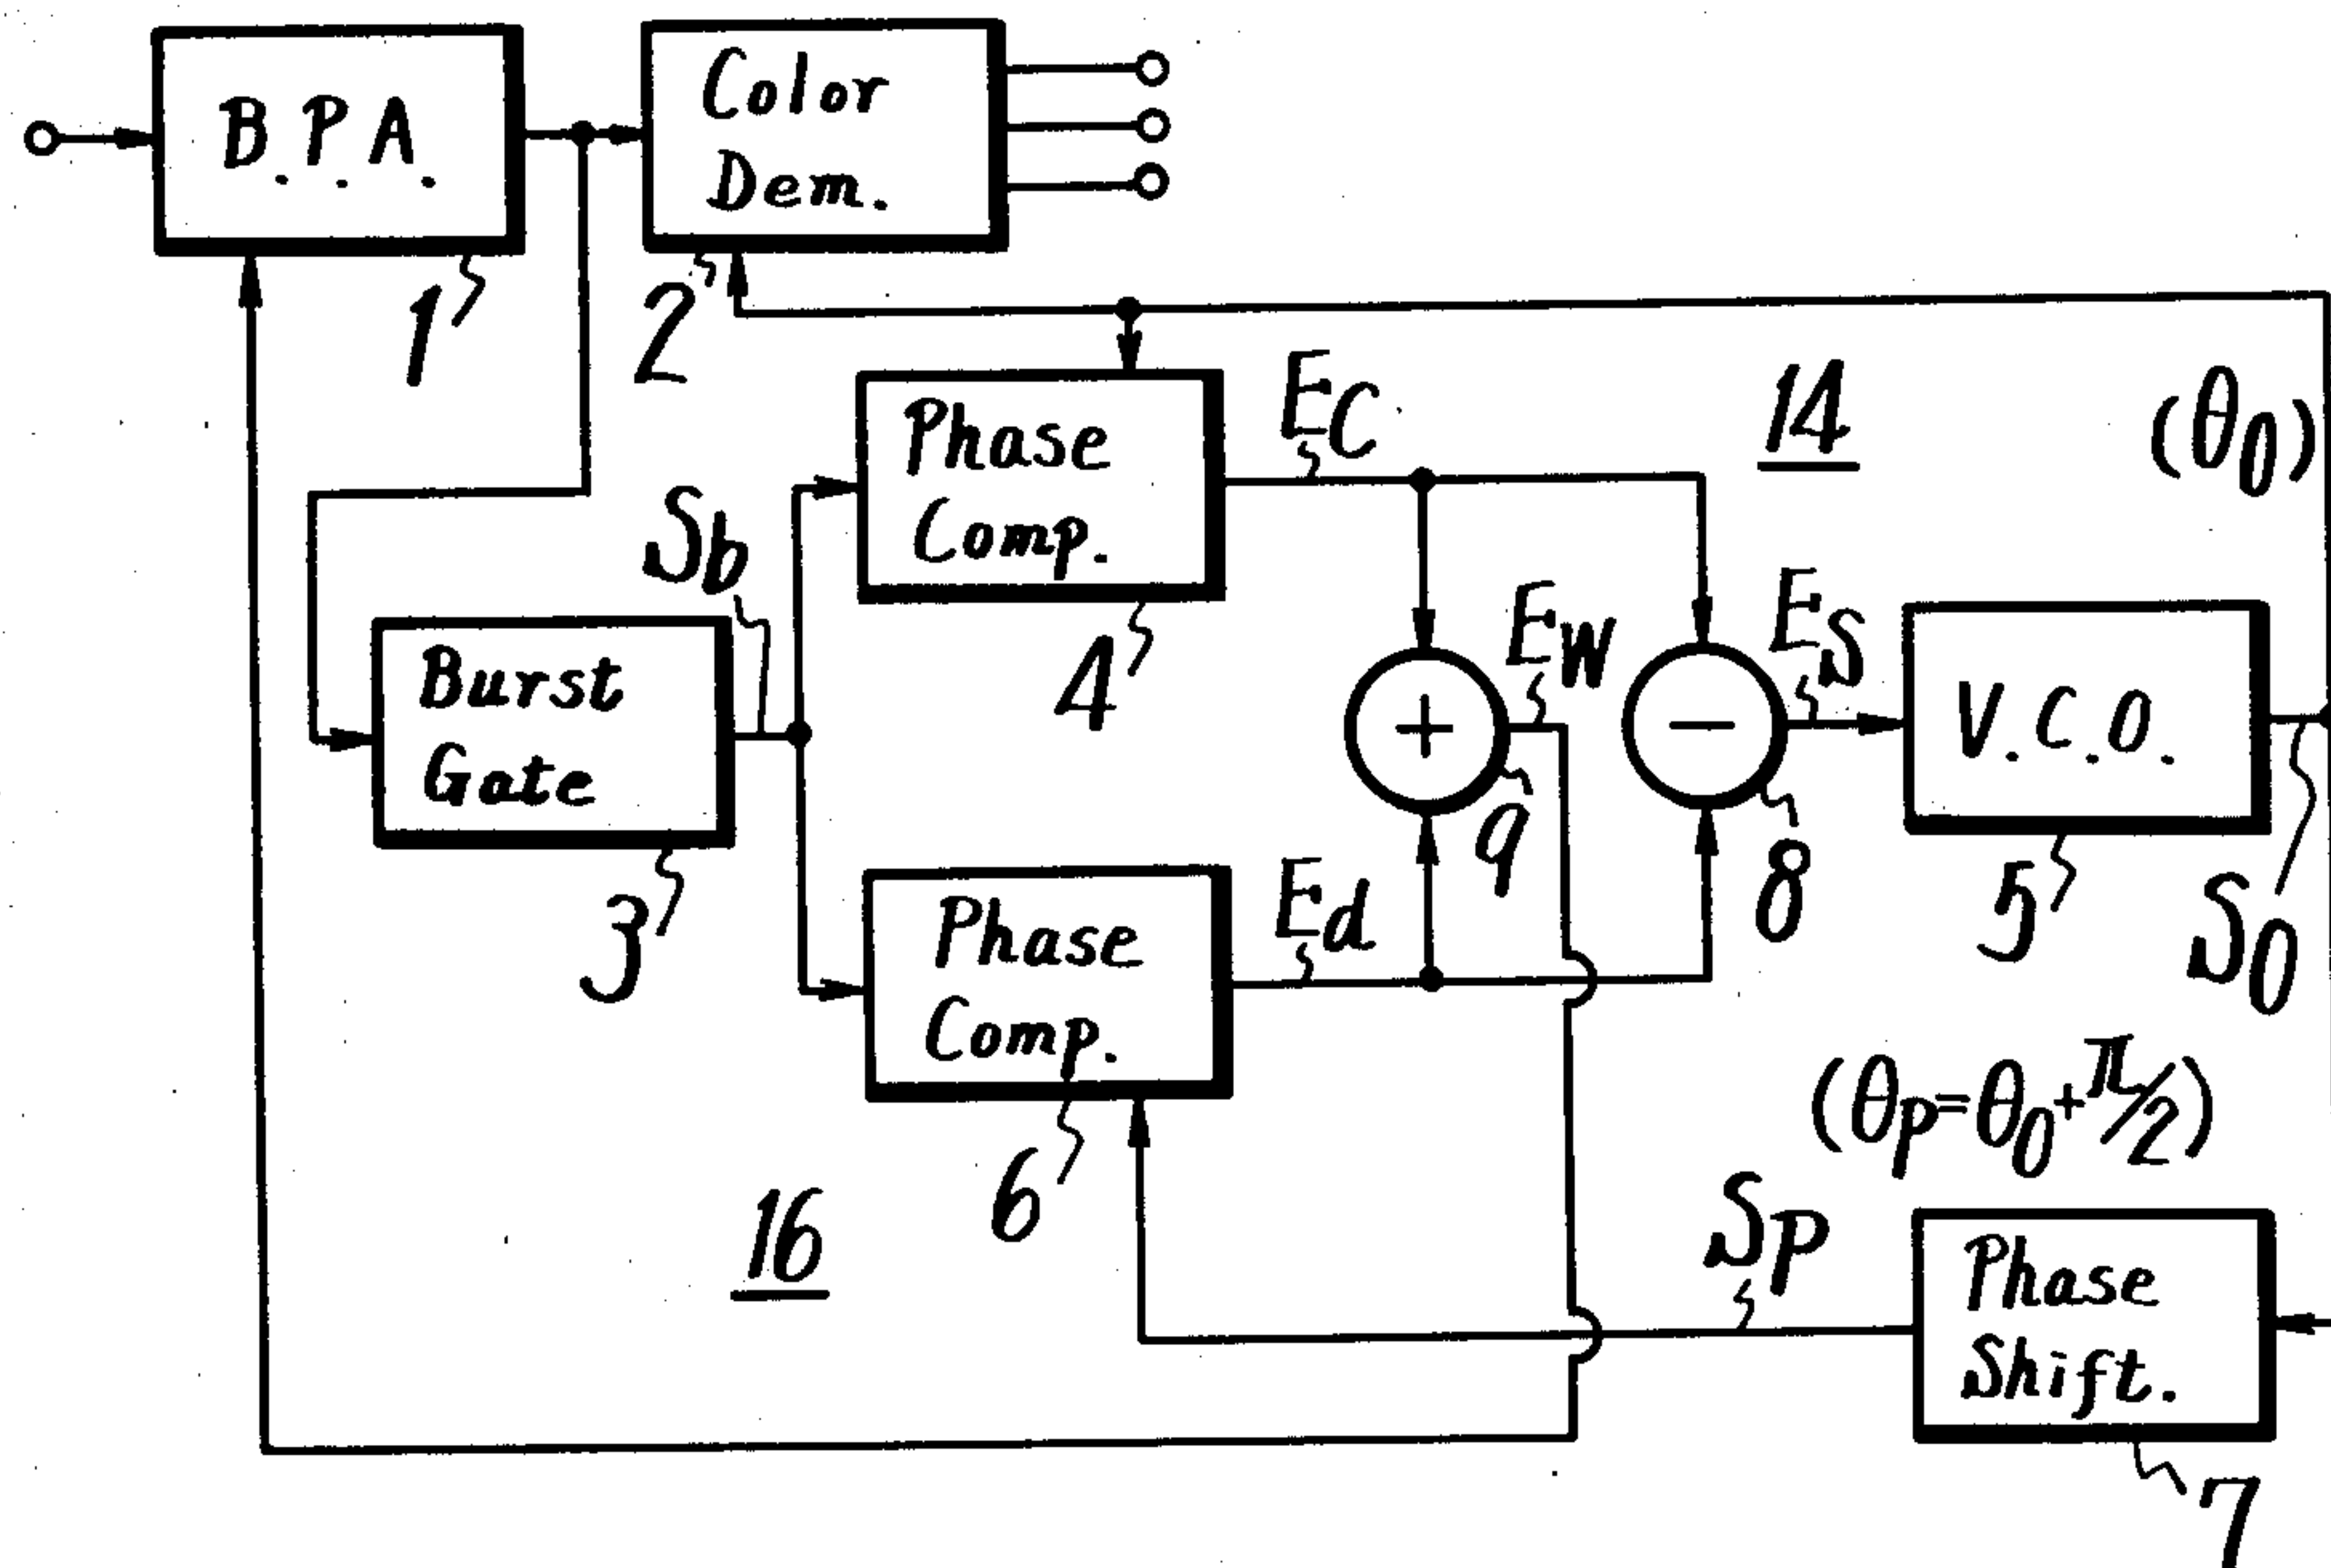 B.P.A.
Color
Dem.
1
2
Phase
Comp.
EC
14
(θ0)
Sb
4
Burst
Gate
EW
ES
V.C.O.
3
9
8
5
S0
Phase
Comp.
Ed
6
(θP=θ0+π/2)
16
SP
Phase
Shift.
7
+
−